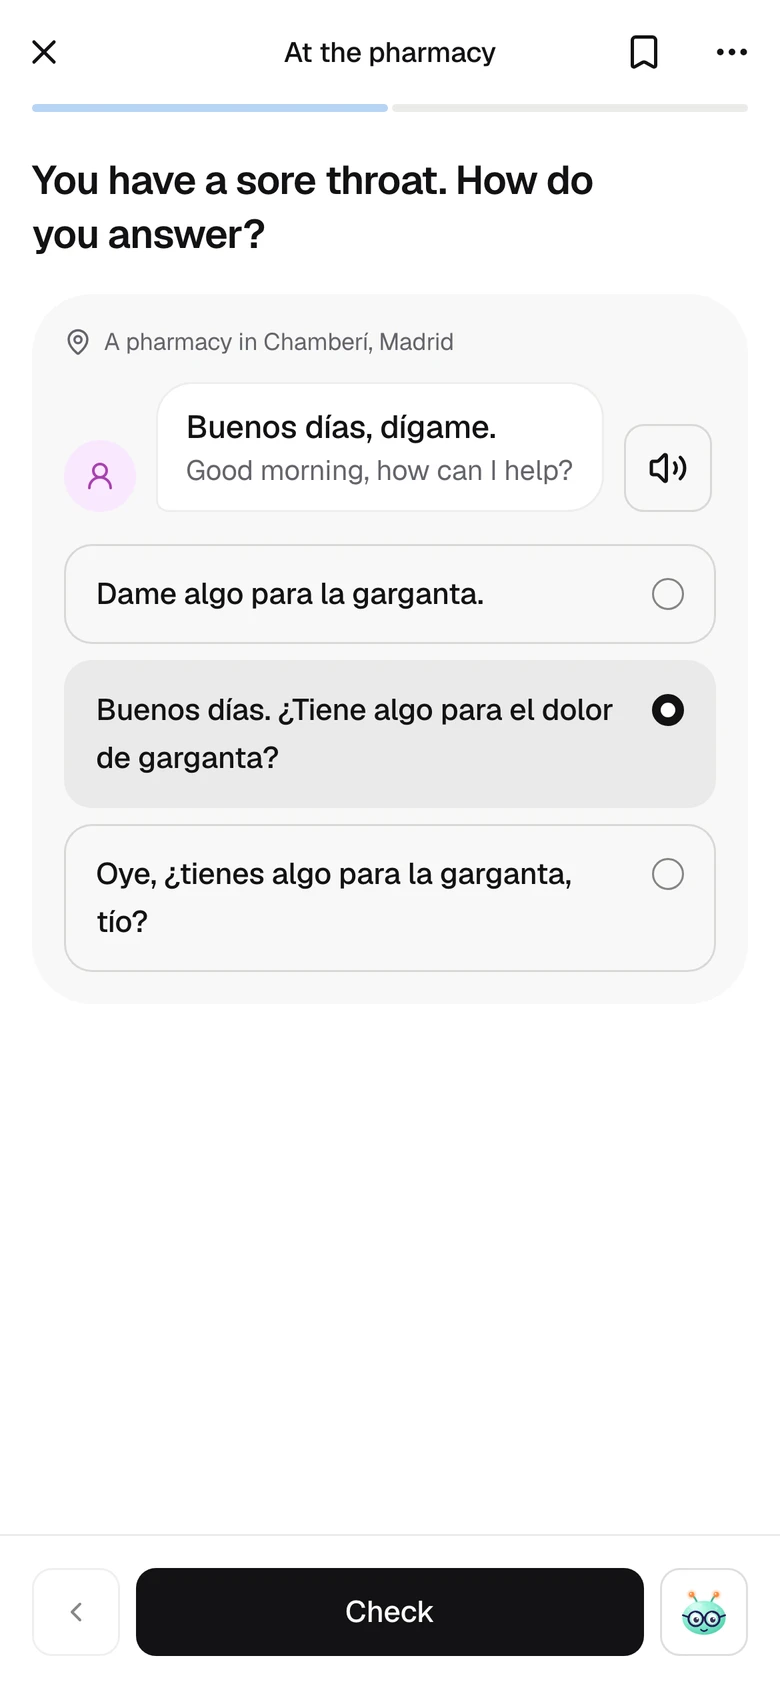 At the pharmacy
You have a sore throat. How do
you answer?
A pharmacy in Chamberí, Madrid
Buenos días, dígame.
Good morning, how can I help?
Dame algo para la garganta.
Buenos días. ¿Tiene algo para el dolor
de garganta?
Oye, ¿tienes algo para la garganta,
tío?
Check